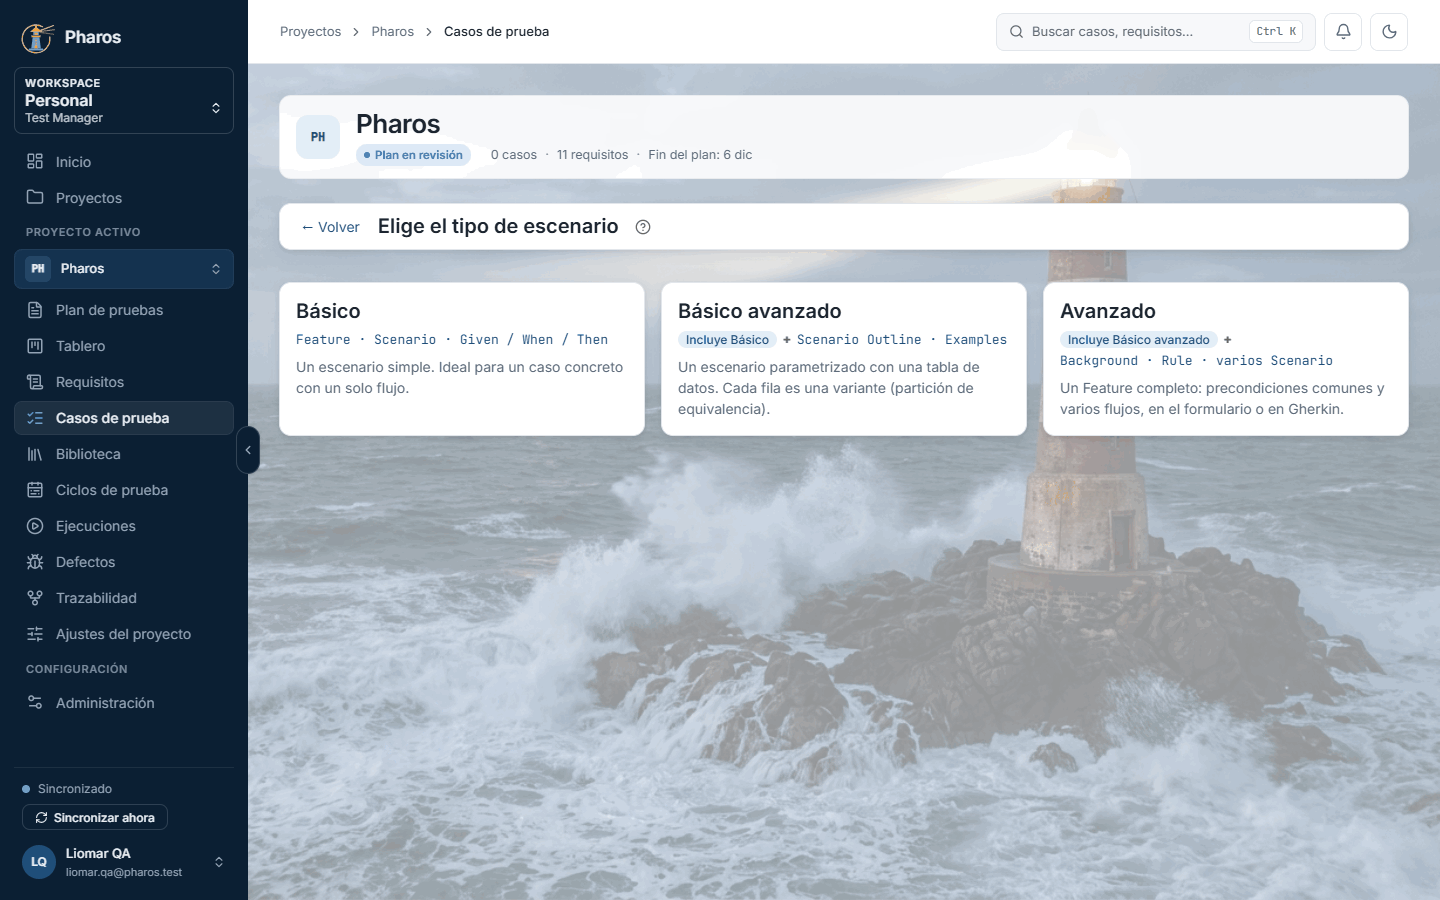 Pharos
WORKSPACE
Personal
Test Manager
Inicio
Proyectos
PROYECTO ACTIVO
PH Pharos
Plan de pruebas
Tablero
Requisitos
Casos de prueba
Biblioteca
Ciclos de prueba
Ejecuciones
Defectos
Trazabilidad
Ajustes del proyecto
CONFIGURACIÓN
Administración
Sincronizado
Sincronizar ahora
LQ
Liomar QA
liomar.qa@pharos.test
Proyectos > Pharos > Casos de prueba
Buscar casos, requisitos... Ctrl K
PH
Pharos
Plan en revisión 0 casos · 11 requisitos · Fin del plan: 6 dic
← Volver Elige el tipo de escenario ?
Básico
Feature · Scenario · Given / When / Then
Un escenario simple. Ideal para un caso concreto
con un solo flujo.
Básico avanzado
Incluye Básico + Scenario Outline · Examples
Un escenario parametrizado con una tabla de
datos. Cada fila es una variante (partición de
equivalencia).
Avanzado
Incluye Básico avanzado +
Background · Rule · varios Scenario
Un Feature completo: precondiciones comunes y
varios flujos, en el formulario o en Gherkin.